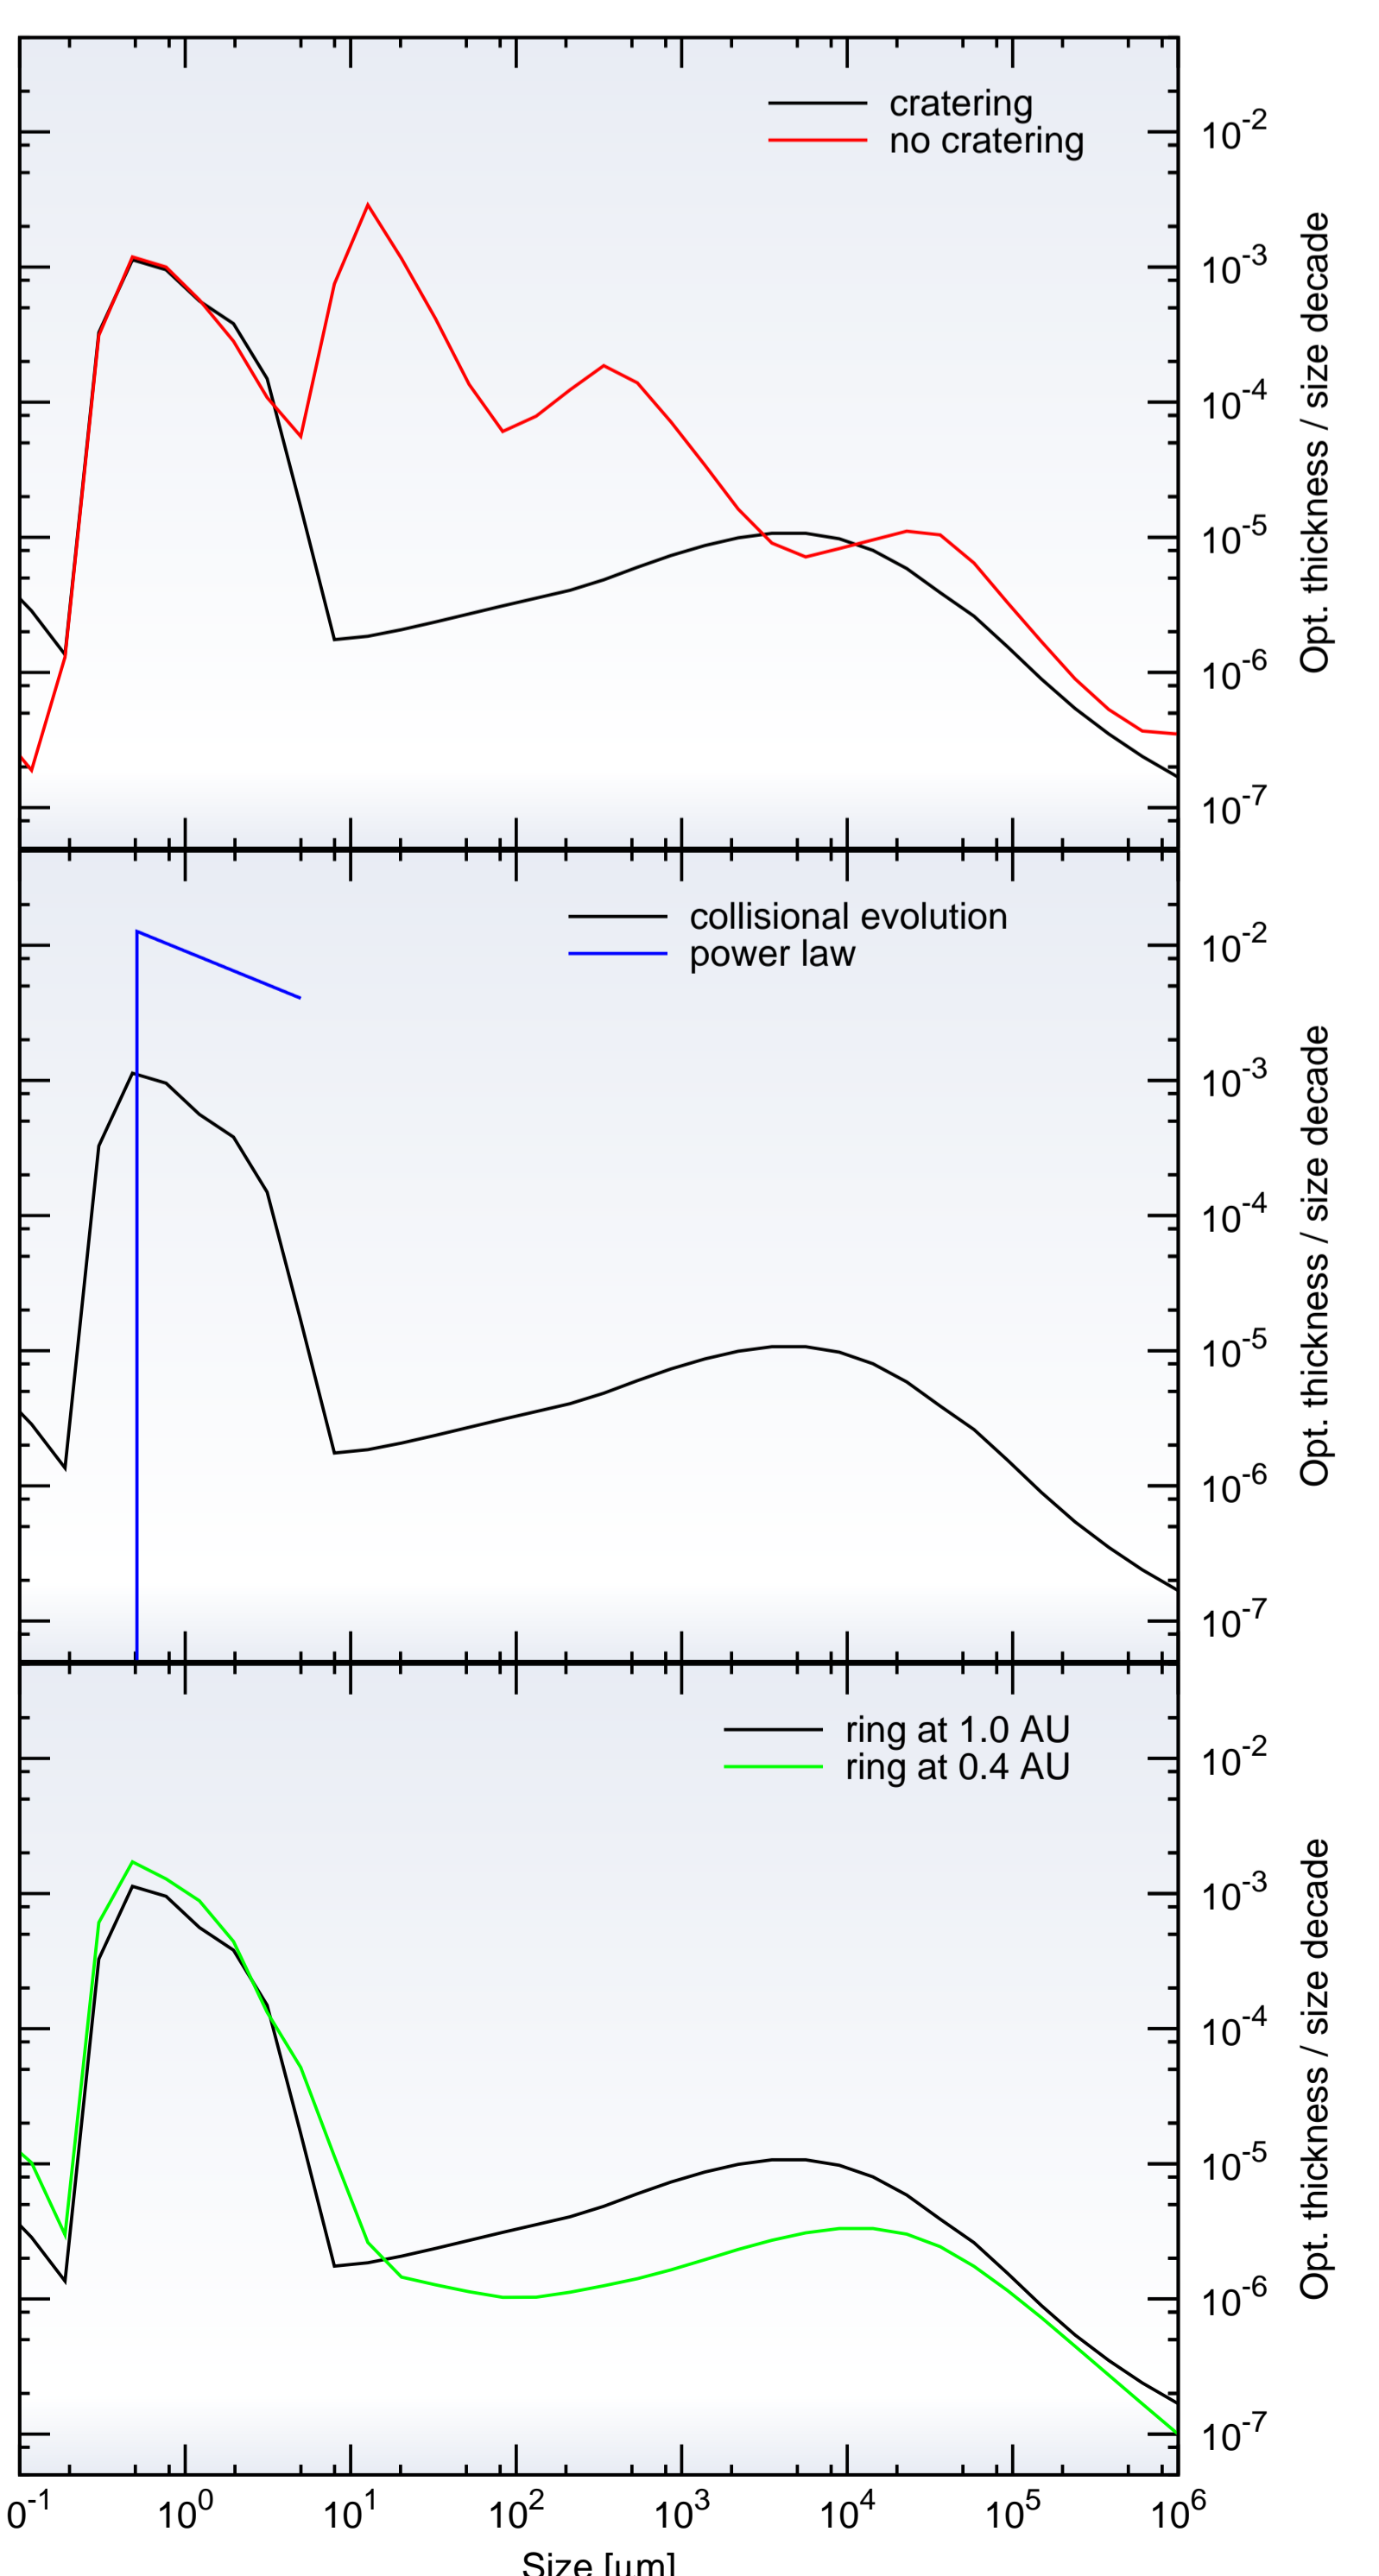 cratering
no cratering
10-2
10-3
10-4
10-5
10-6
10-7
Opt. thickness / size decade
collisional evolution
power law
10-2
10-3
10-4
10-5
10-6
10-7
Opt. thickness / size decade
ring at 1.0 AU
ring at 0.4 AU
10-2
10-3
10-4
10-5
10-6
10-7
Opt. thickness / size decade
0-1 100 101 102 103 104 105 106
Size [µm]